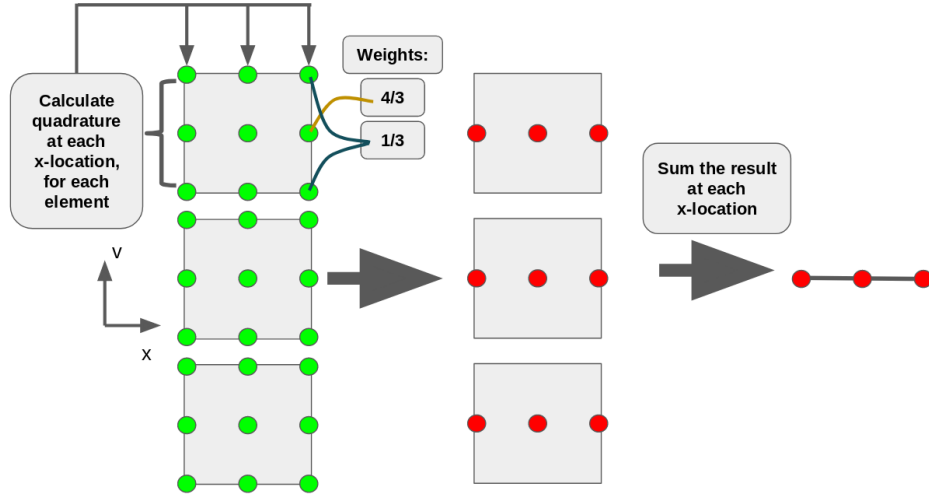 Calculate
quadrature
at each
x-location,
for each
element
Weights:
4/3
1/3
v
x
Sum the result
at each
x-location